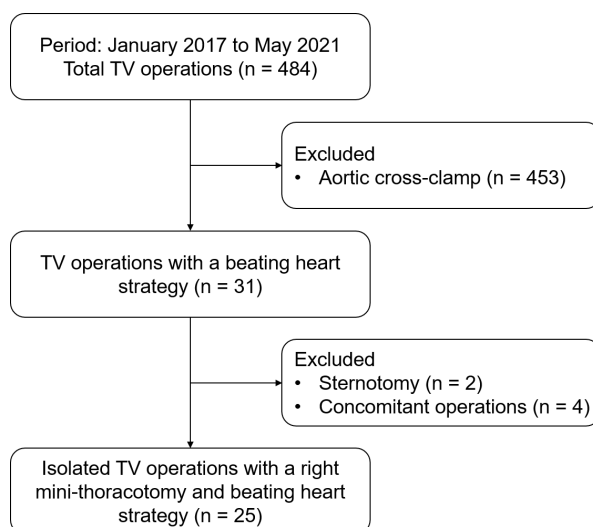 Period: January 2017 to May 2021
Total TV operations (n = 484)
Excluded
• Aortic cross-clamp (n = 453)
TV operations with a beating heart
strategy (n = 31)
Excluded
• Sternotomy (n = 2)
• Concomitant operations (n = 4)
Isolated TV operations with a right
mini-thoracotomy and beating heart
strategy (n = 25)